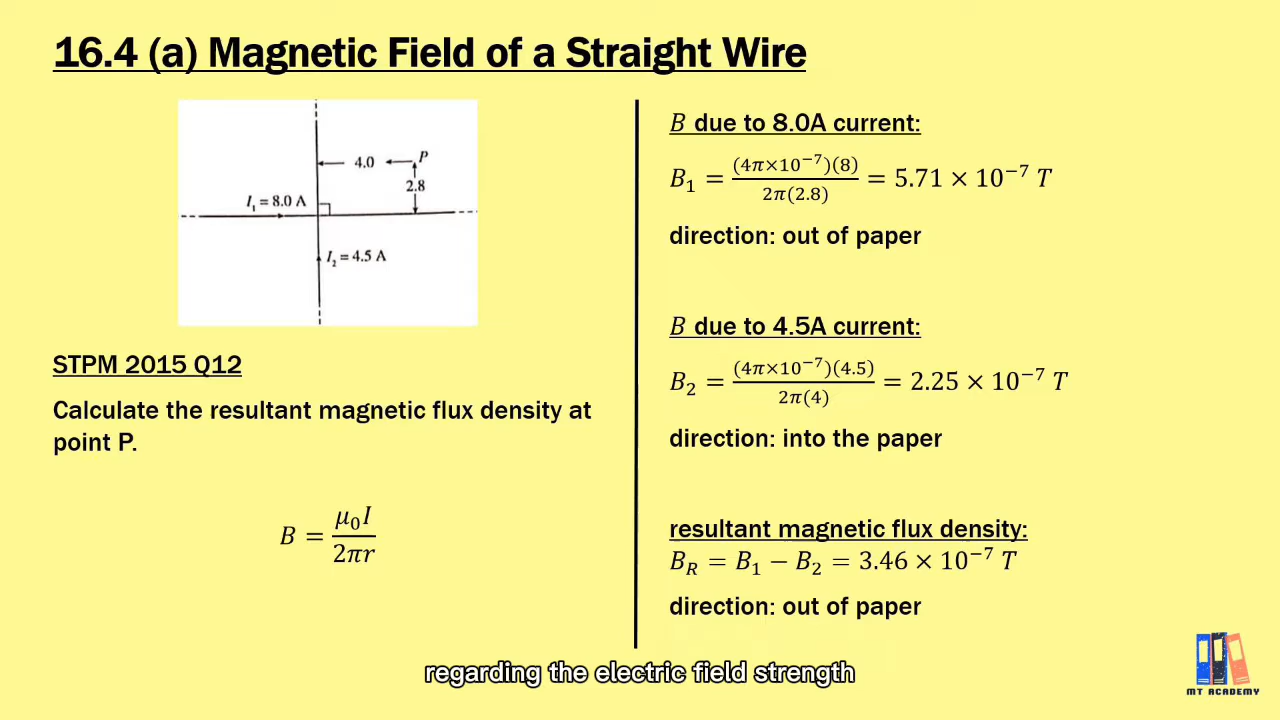 16.4 (a) Magnetic Field of a Straight Wire
4.0
P
2.8
I₁ = 8.0 A
I₂ = 4.5 A
STPM 2015 Q12
Calculate the resultant magnetic flux density at
point P.
B = μ₀I / 2πr
B due to 8.0A current:
B₁ = (4π×10⁻⁷)(8) / 2π(2.8) = 5.71 × 10⁻⁷ T
direction: out of paper
B due to 4.5A current:
B₂ = (4π×10⁻⁷)(4.5) / 2π(4) = 2.25 × 10⁻⁷ T
direction: into the paper
resultant magnetic flux density:
B_R = B₁ − B₂ = 3.46 × 10⁻⁷ T
direction: out of paper
regarding the electric field strength
MT ACADEMY